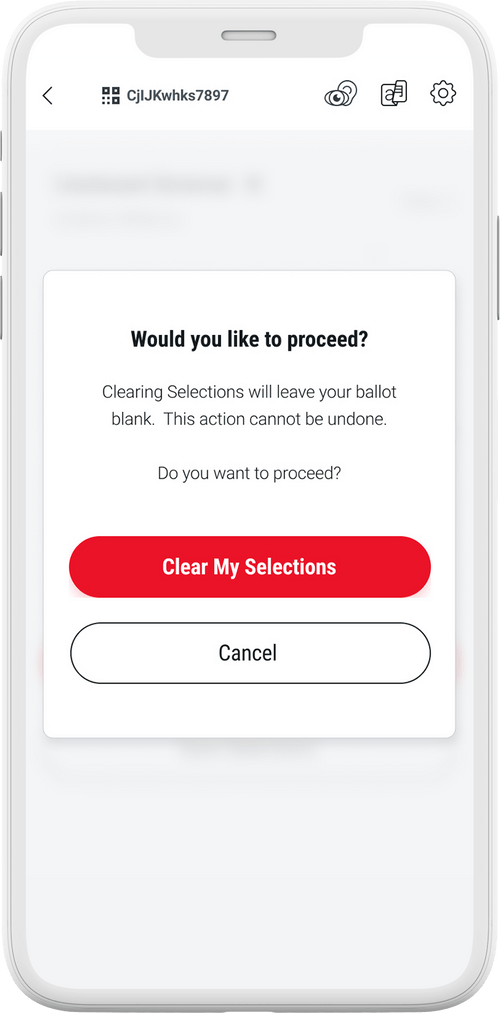 CjIJKwhks7897
Would you like to proceed?
Clearing Selections will leave your ballot
blank. This action cannot be undone.
Do you want to proceed?
Clear My Selections
Cancel